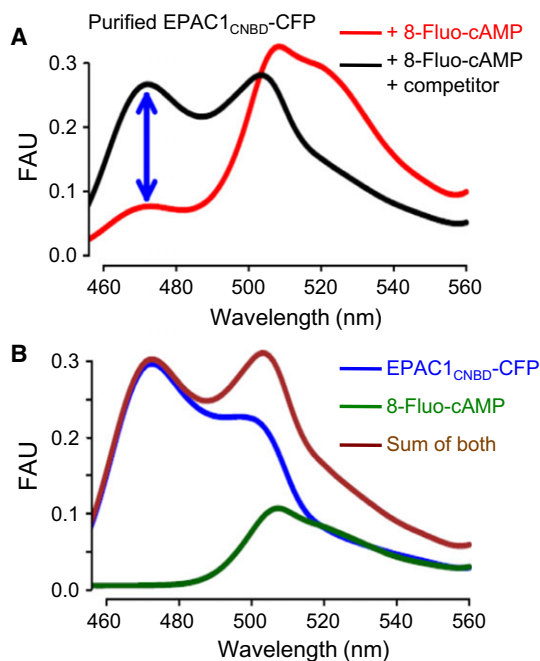 A
Purified EPAC1CNBD-CFP
+ 8-Fluo-cAMP
+ 8-Fluo-cAMP
+ competitor
FAU
0.3
0.2
0.1
0.0
460 480 500 520 540 560
Wavelength (nm)
B
EPAC1CNBD-CFP
8-Fluo-cAMP
Sum of both
FAU
0.3
0.2
0.1
0.0
460 480 500 520 540 560
Wavelength (nm)